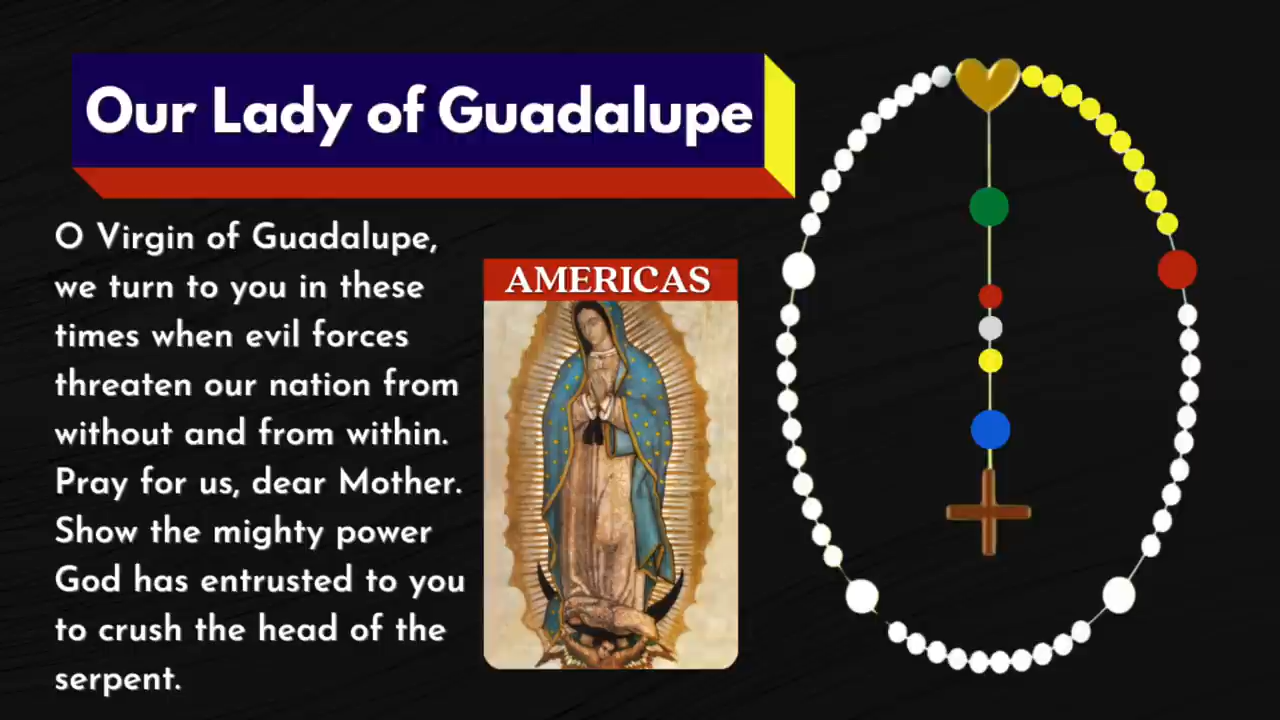 Our Lady of Guadalupe
O Virgin of Guadalupe,
we turn to you in these
times when evil forces
threaten our nation from
without and from within.
Pray for us, dear Mother.
Show the mighty power
God has entrusted to you
to crush the head of the
serpent.
AMERICAS